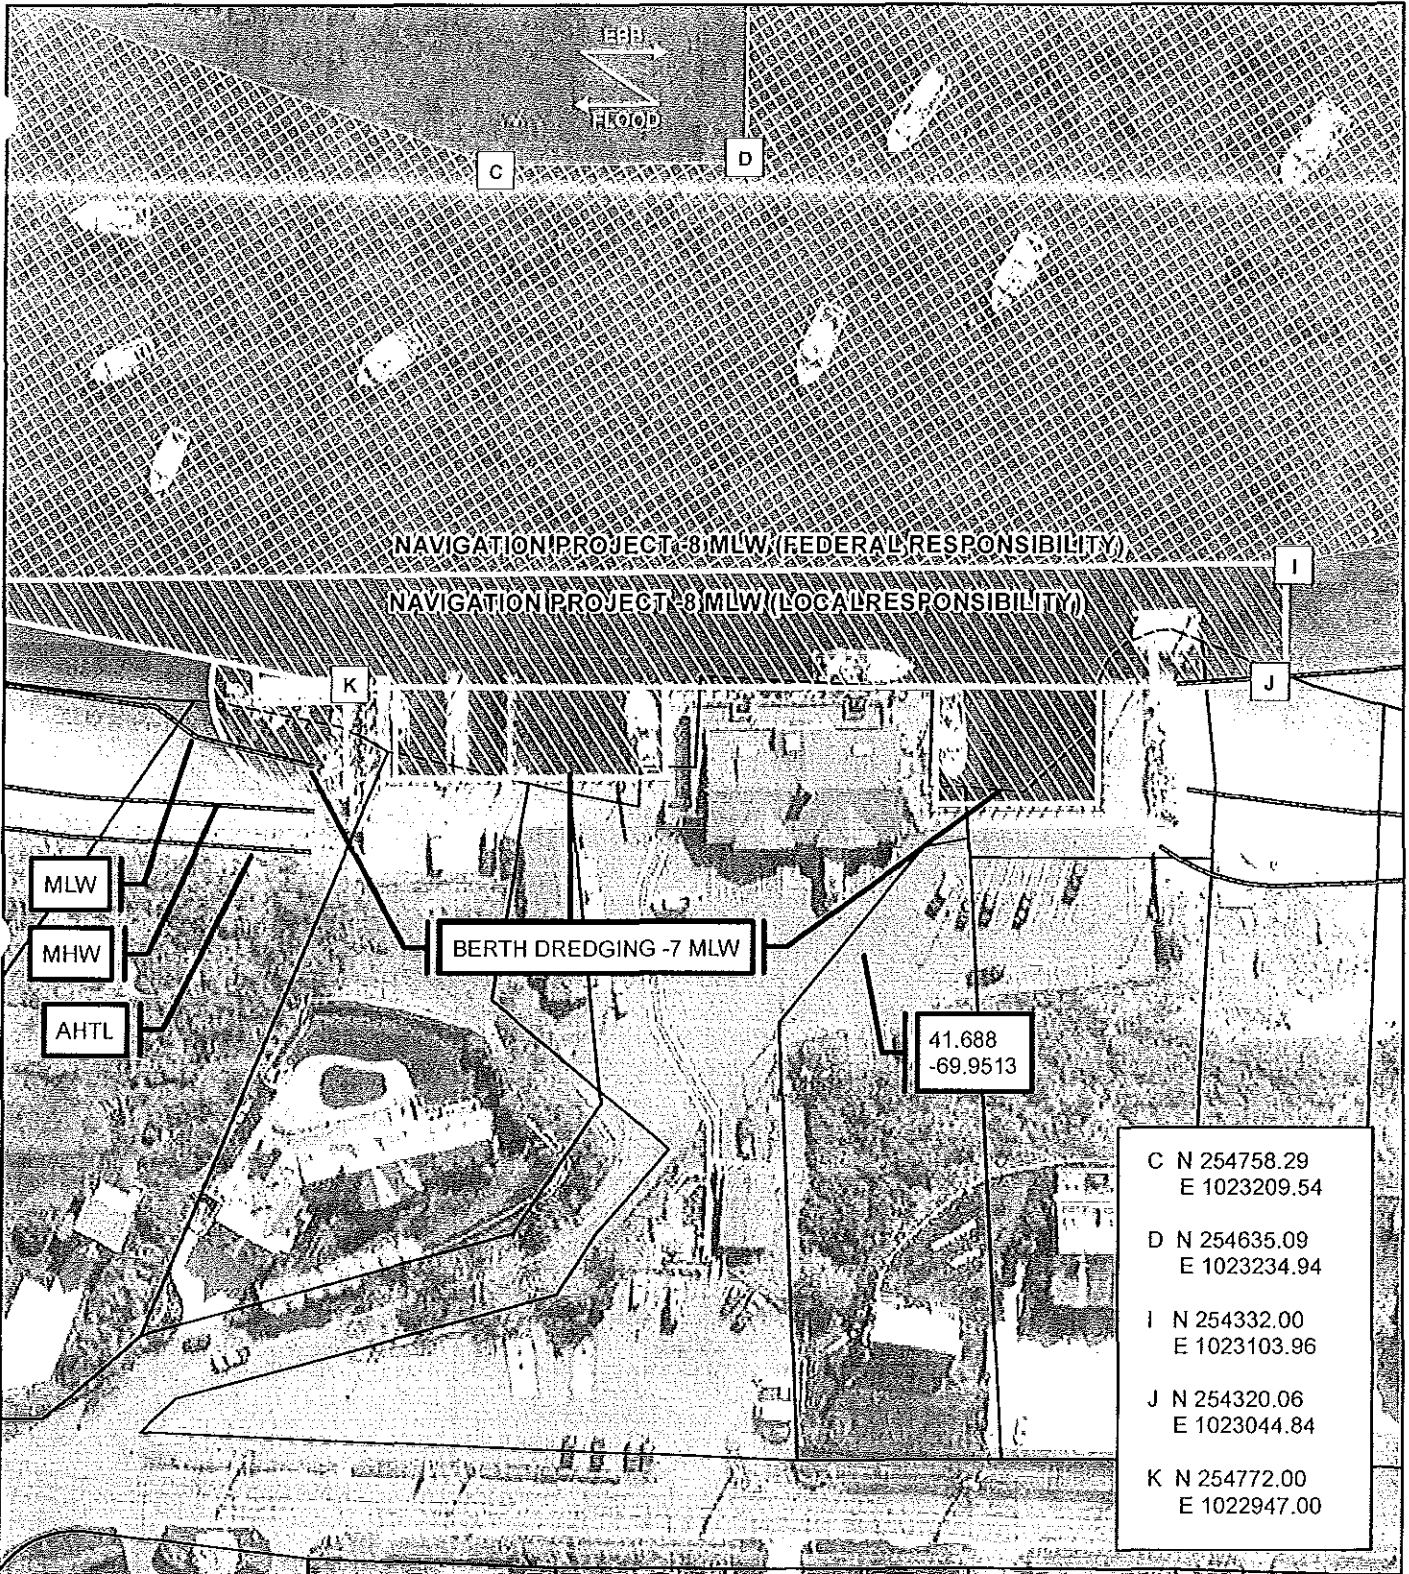 EBB
FLOOD
C
D
NAVIGATION PROJECT -8 MLW (FEDERAL RESPONSIBILITY)
I
NAVIGATION PROJECT -8 MLW (LOCAL RESPONSIBILITY)
K
J
MLW
MHW
AHTL
BERTH DREDGING -7 MLW
41.688
-69.9513
C N 254758.29
E 1023209.54
D N 254635.09
E 1023234.94
I N 254332.00
E 1023103.96
J N 254320.06
E 1023044.84
K N 254772.00
E 1022947.00